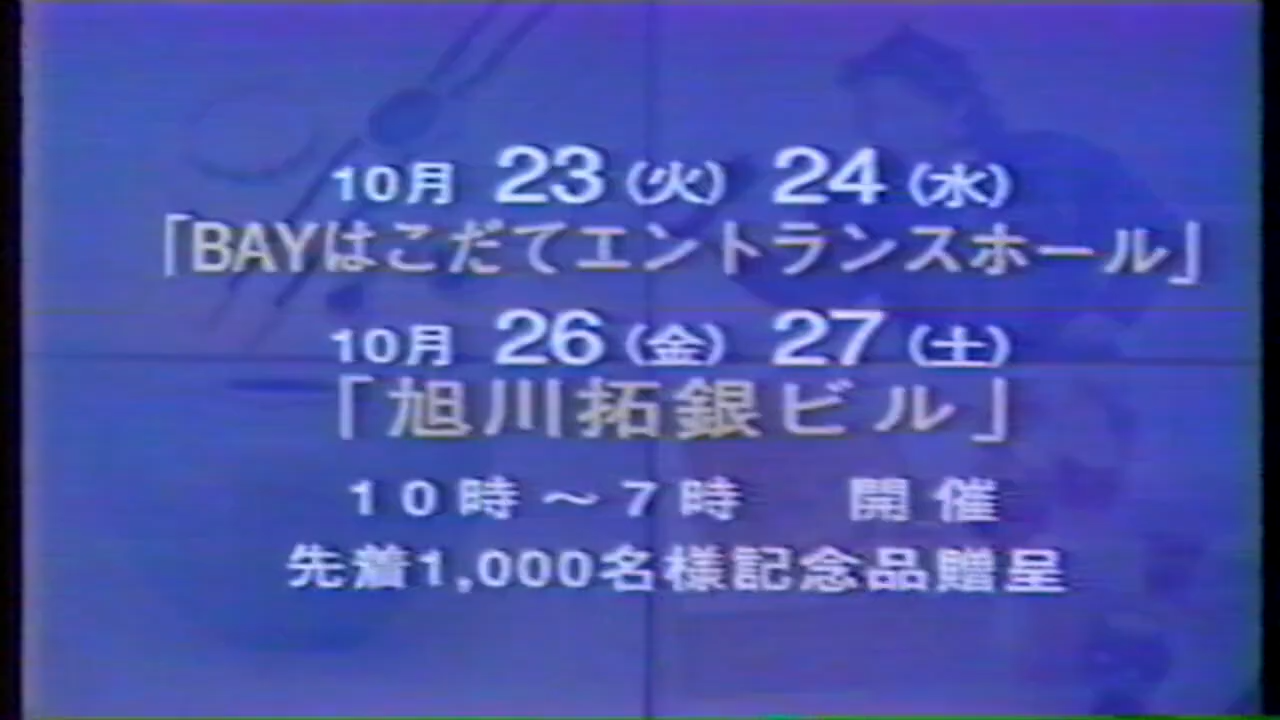 10月 23（火） 24（水）
「BAYはこだてエントランスホール」
10月 26（金） 27（土）
「旭川拓銀ビル」
10時～7時 開催
先着1,000名様記念品贈呈